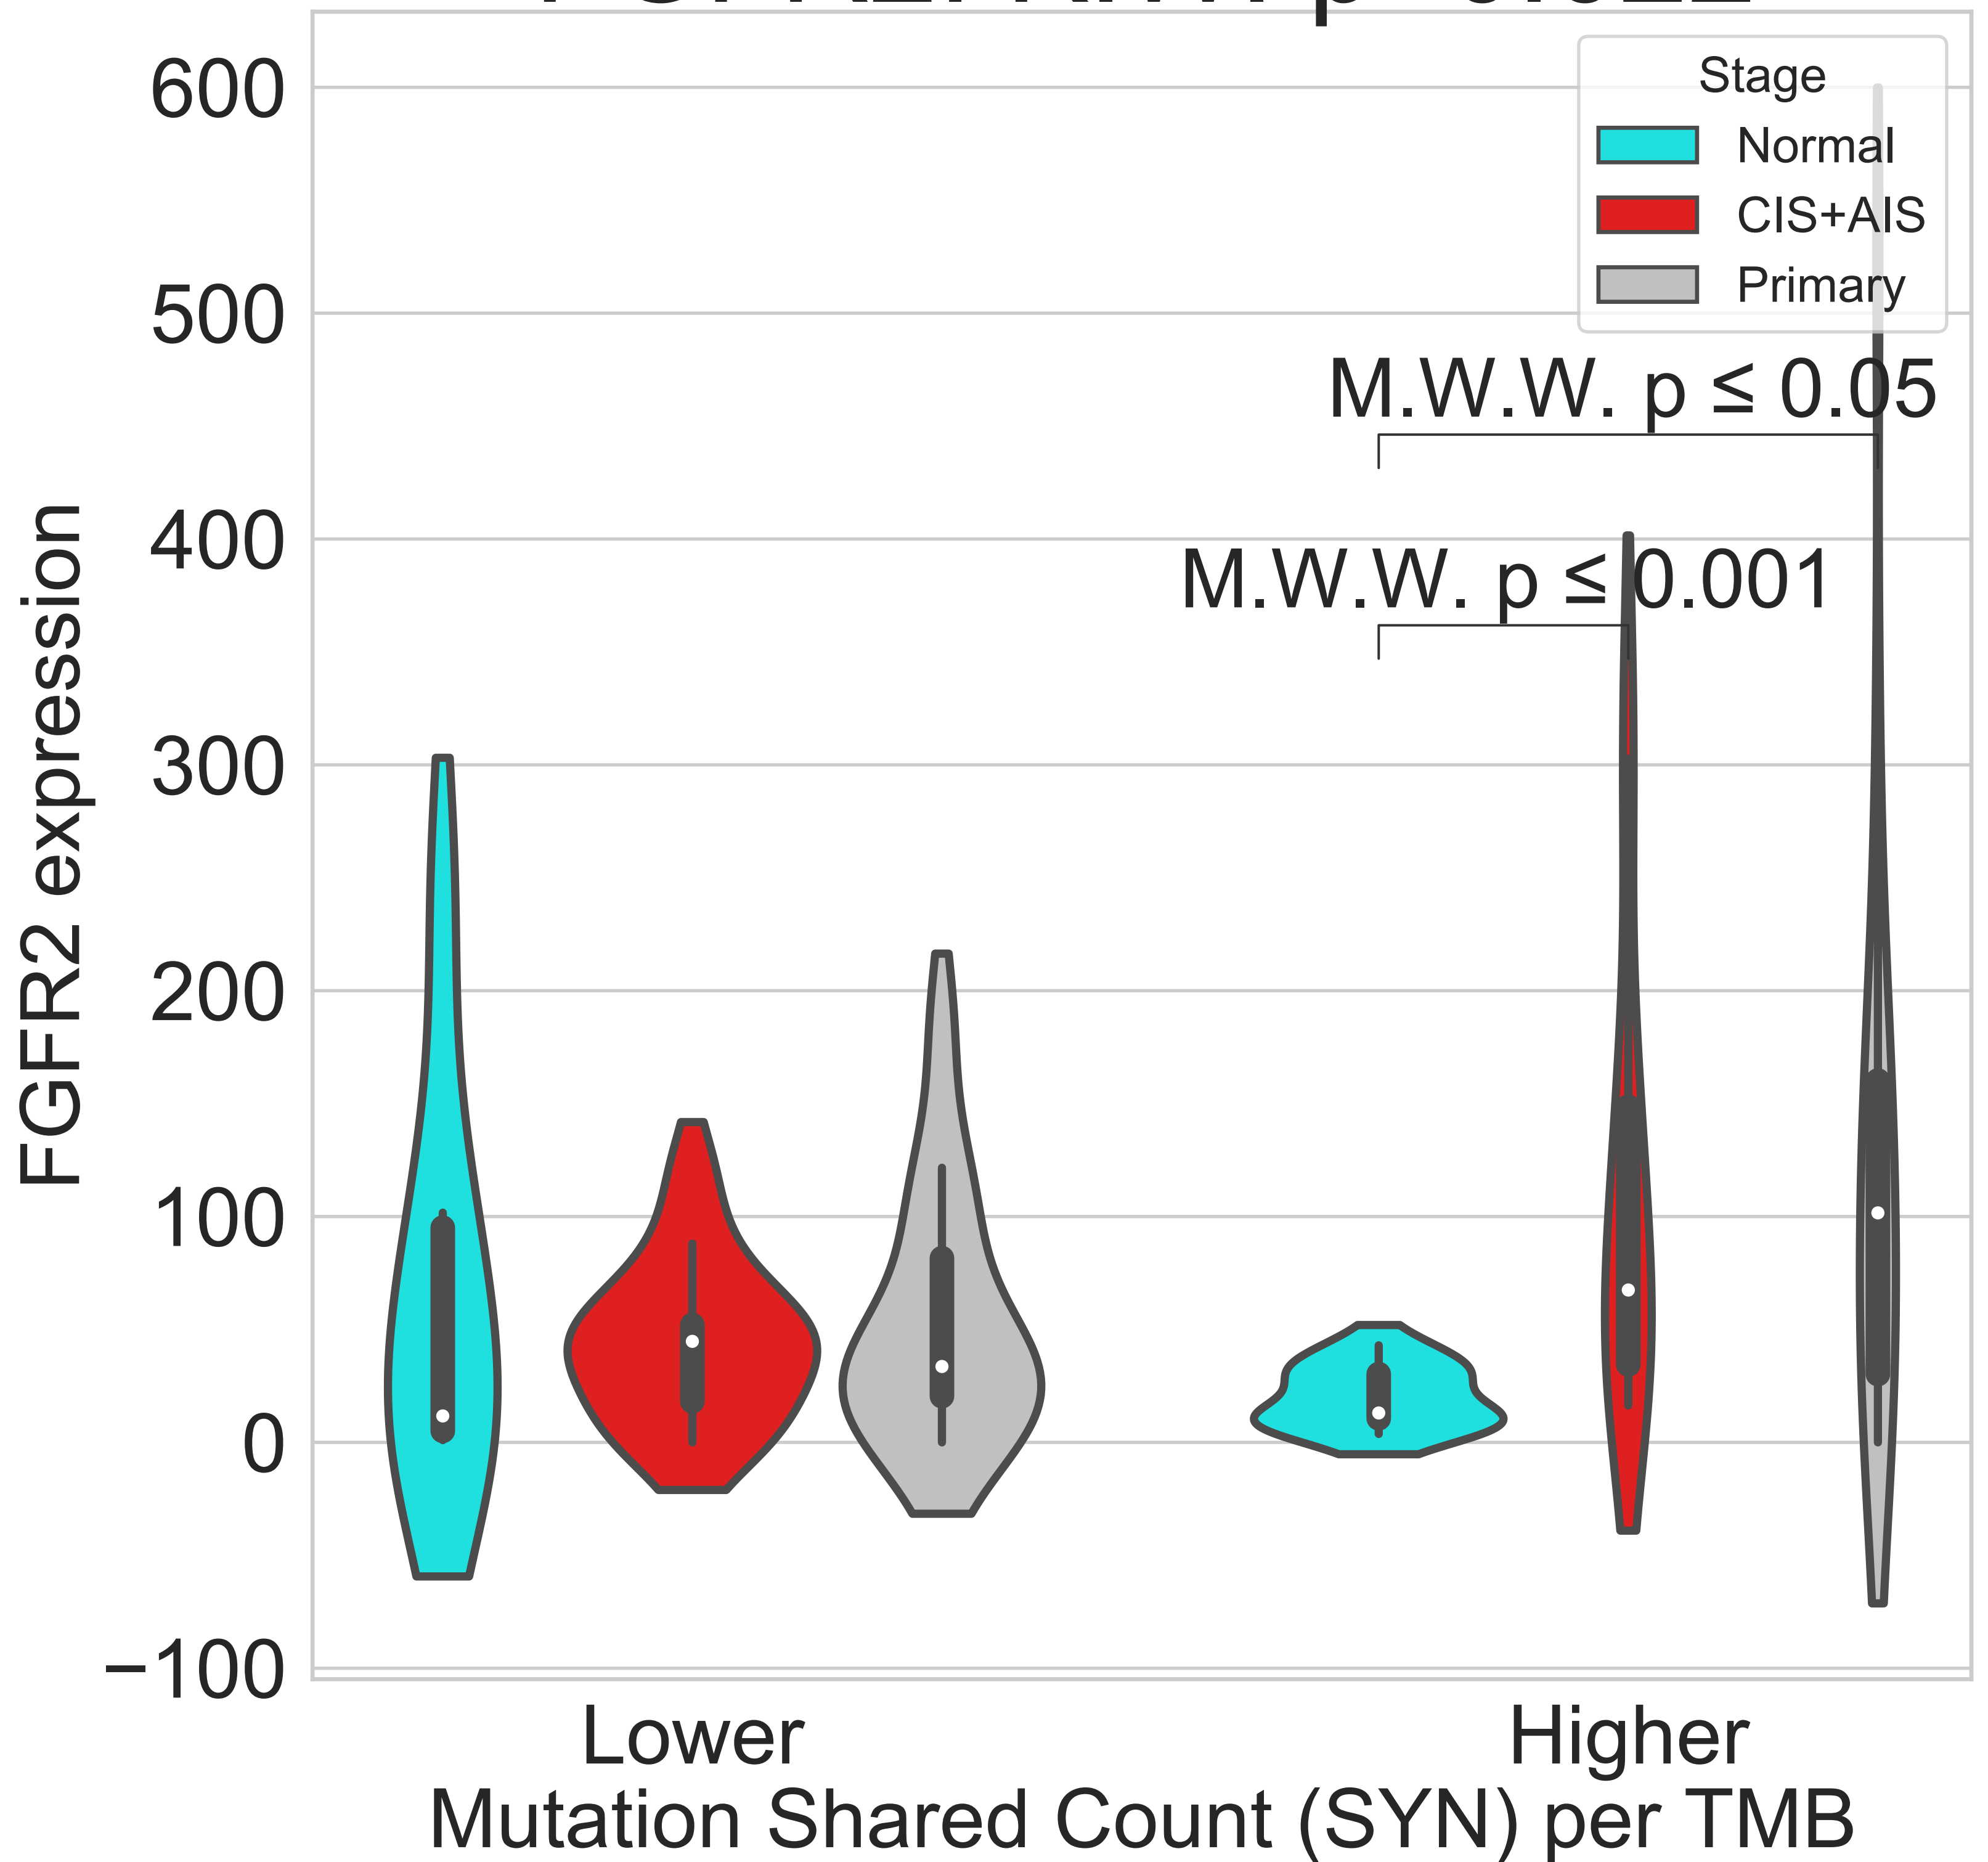 600
500
400
300
200
100
0
−100
FGFR2 expression
Stage
Normal
CIS+AIS
Primary
M.W.W. p ≤ 0.05
M.W.W. p ≤ 0.001
Lower
Higher
Mutation Shared Count (SYN) per TMB